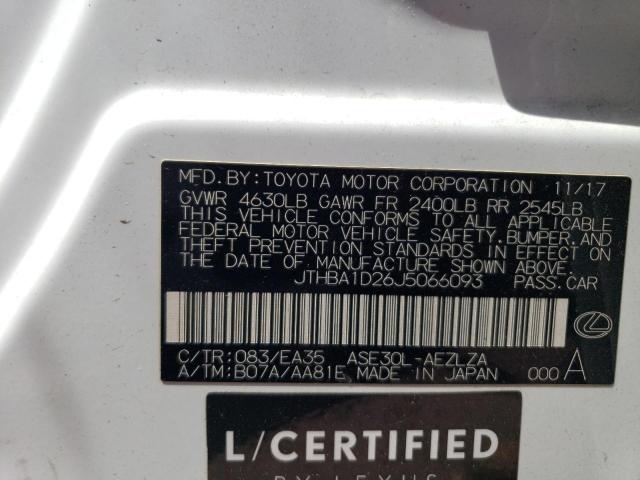 MFD.BY:TOYOTA MOTOR CORPORATION 11/17
GVWR 4630LB GAWR FR 2400LB RR 2545LB
THIS VEHICLE CONFORMS TO ALL APPLICABLE
FEDERAL MOTOR VEHICLE SAFETY,BUMPER,AND
THEFT PREVENTION STANDARDS IN EFFECT ON
THE DATE OF MANUFACTURE SHOWN ABOVE.
JTHBA1D26J5066093 PASS.CAR
C/TR:083/EA35 ASE30L-AEZLZA
A/TM:B07A/AA81E MADE IN JAPAN 000 A
L/CERTIFIED
BY LEXUS